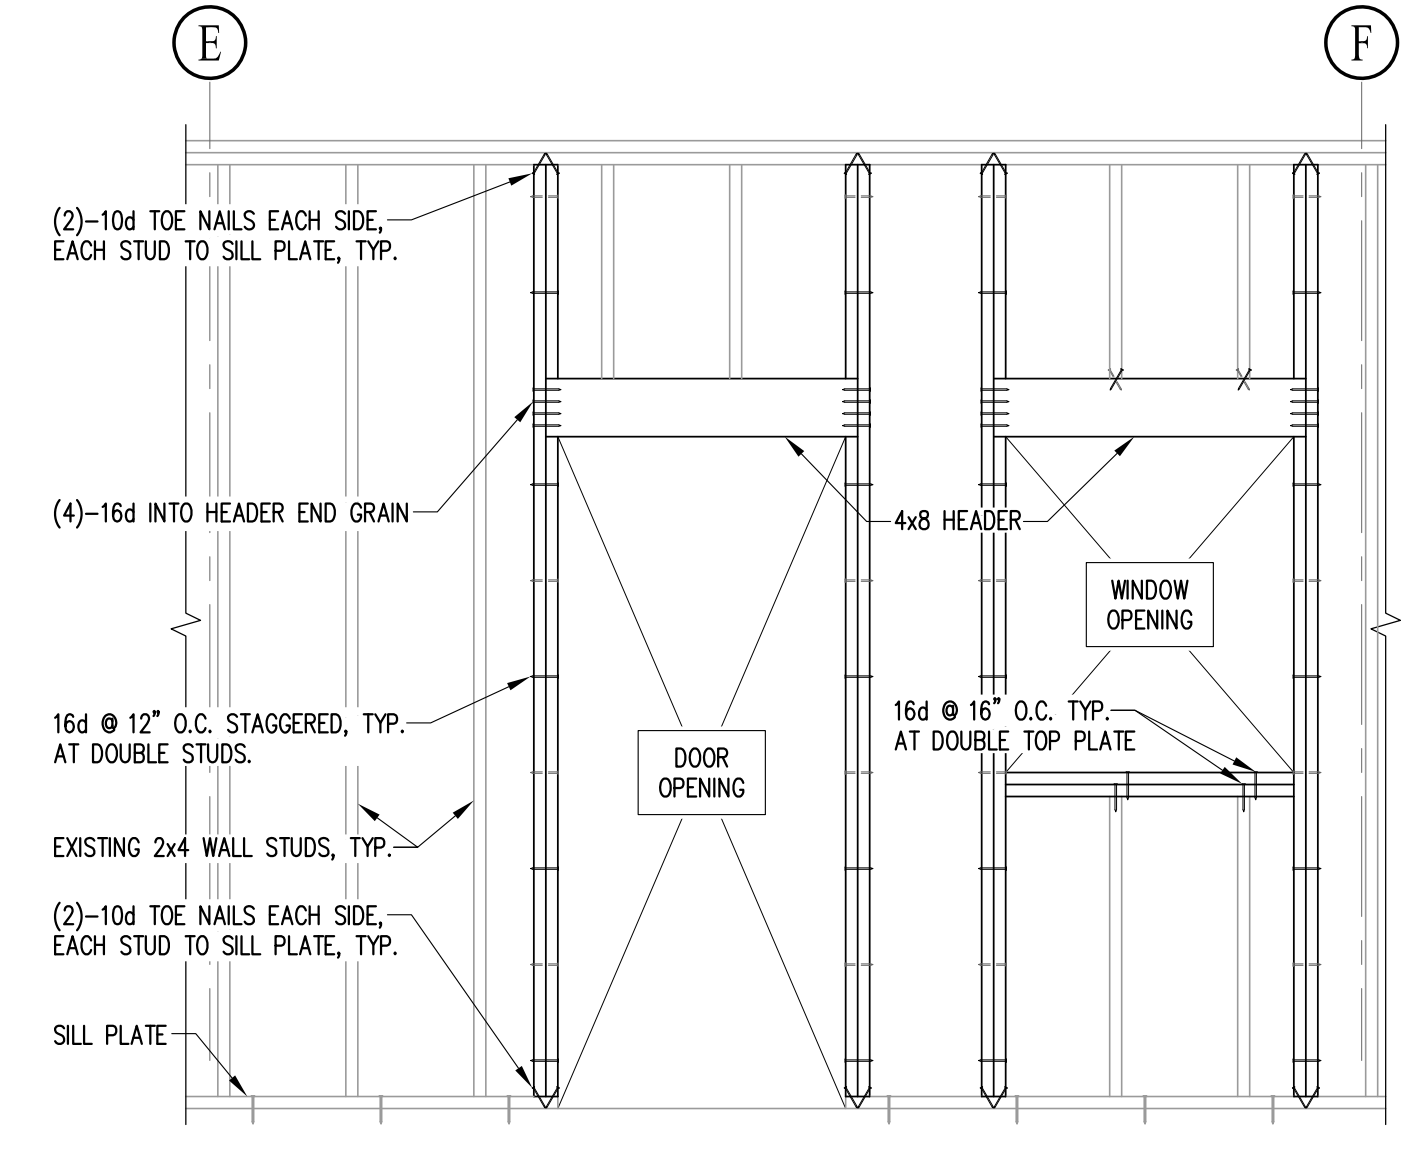 E
F
(2)-10d TOE NAILS EACH SIDE,
EACH STUD TO SILL PLATE, TYP.
(4)-16d INTO HEADER END GRAIN
4x8 HEADER
WINDOW
OPENING
16d @ 12” O.C. STAGGERED, TYP.
AT DOUBLE STUDS.
16d @ 16” O.C. TYP.
AT DOUBLE TOP PLATE
DOOR
OPENING
EXISTING 2x4 WALL STUDS, TYP.
(2)-10d TOE NAILS EACH SIDE,
EACH STUD TO SILL PLATE, TYP.
SILL PLATE